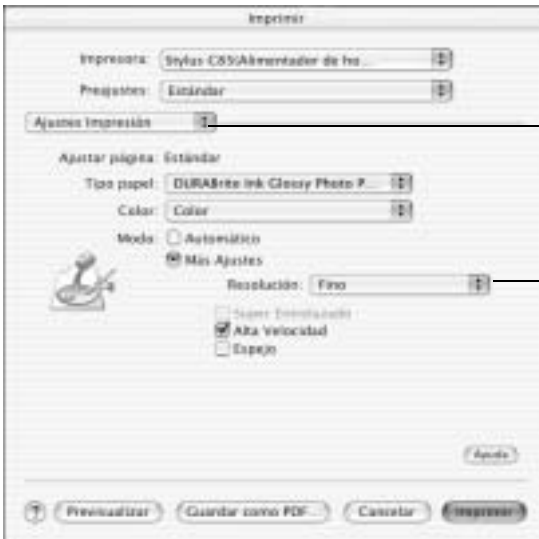 Imprimir
Impresora: Stylus C85(Alimentador de ho...
Preajustes: Estándar
Ajustes Impresión
Ajustar página: Estándar
Tipo papel: DURABrite Ink Glossy Photo P...
Color: Color
Modo: Automático
Más Ajustes
Resolución: Fino
Super Entrelazado
Alta Velocidad
Espejo
Ayuda
? Previsualizar Guardar como PDF... Cancelar Imprimir